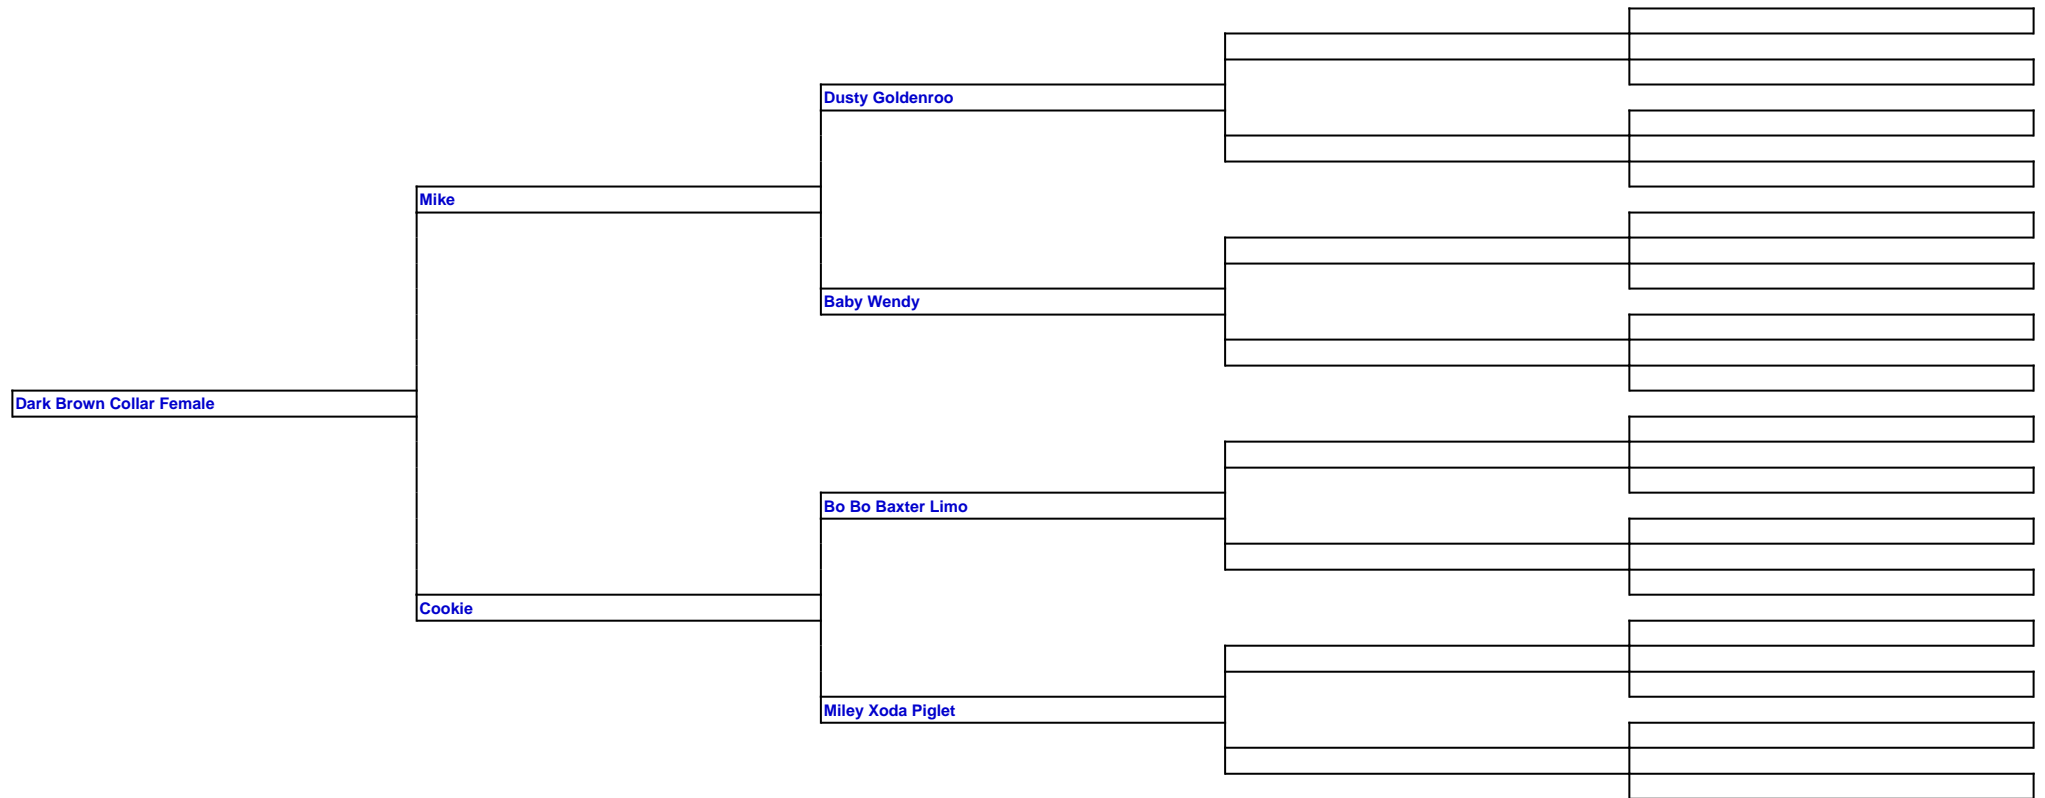 Dusty Goldenroo
Mike
Baby Wendy
Dark Brown Collar Female
Bo Bo Baxter Limo
Cookie
Miley Xoda Piglet